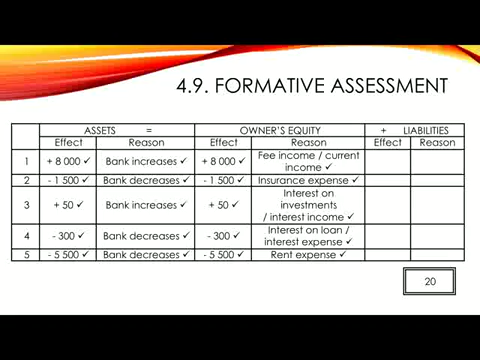 4.9. FORMATIVE ASSESSMENT
ASSETS = OWNER'S EQUITY + LIABILITIES
Effect Reason Effect Reason Effect Reason
1 + 8 000 ✓ Bank increases ✓ + 8 000 ✓ Fee income / current
income ✓
2 - 1 500 ✓ Bank decreases ✓ - 1 500 ✓ Insurance expense ✓
3 + 50 ✓ Bank increases ✓ + 50 ✓ Interest on
investments
/ interest income ✓
4 - 300 ✓ Bank decreases ✓ - 300 ✓ Interest on loan /
interest expense ✓
5 - 5 500 ✓ Bank decreases ✓ - 5 500 ✓ Rent expense ✓
20